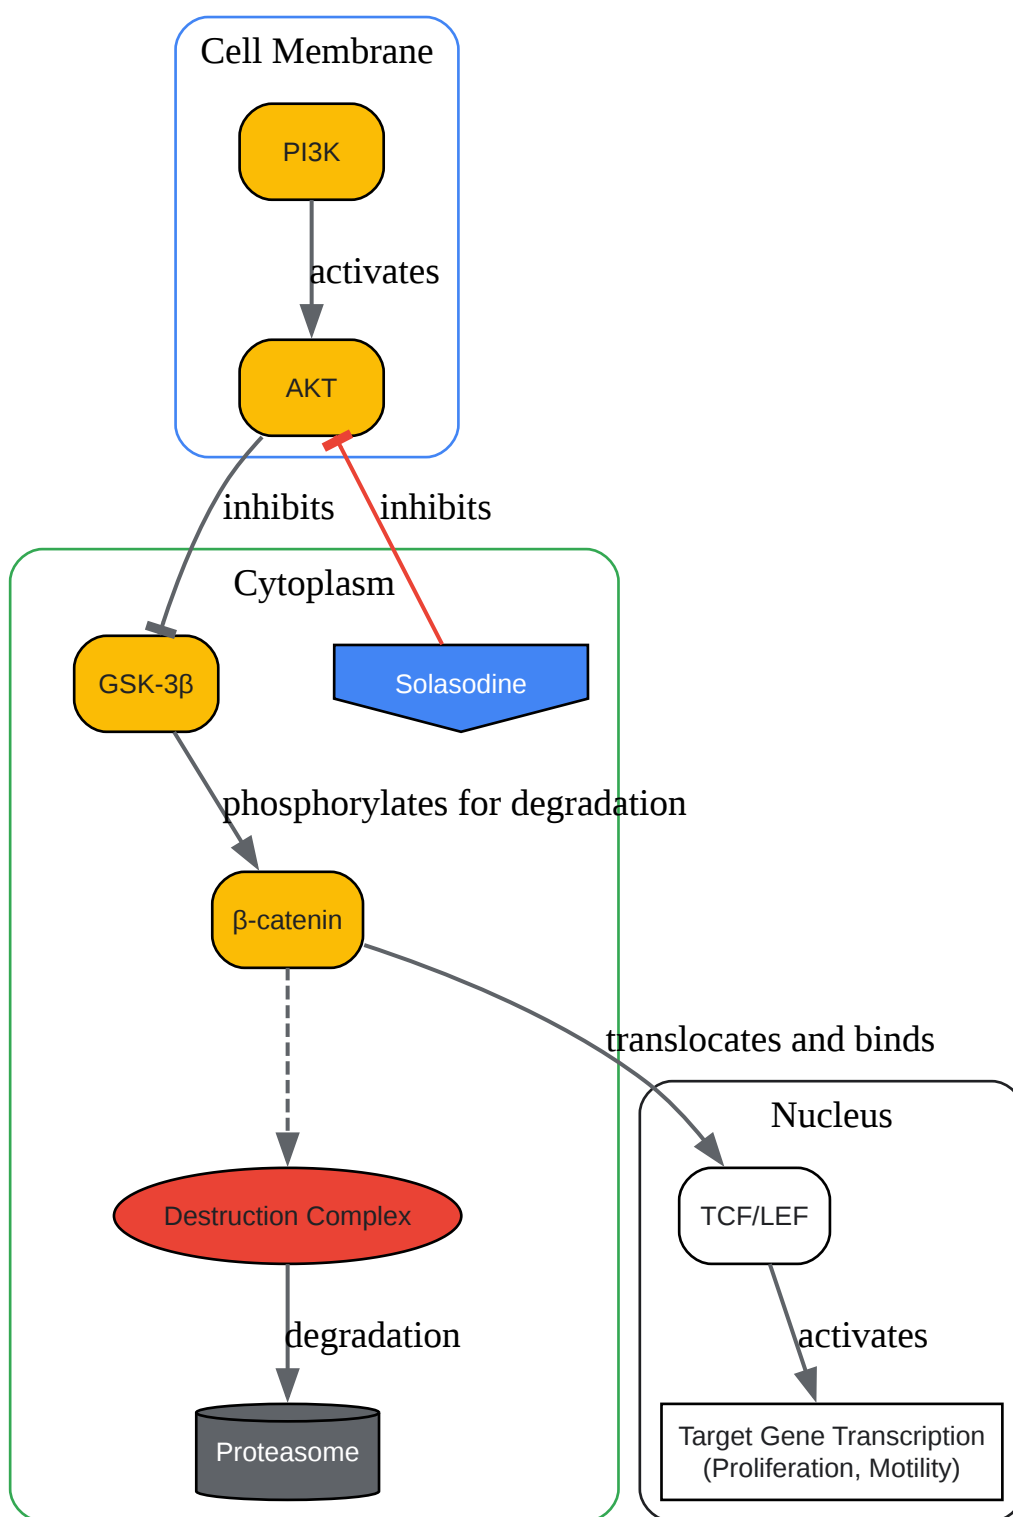 Cell Membrane
PI3K
activates
AKT
inhibits
inhibits
Cytoplasm
GSK-3β
Solasodine
phosphorylates for degradation
β-catenin
translocates and binds
Nucleus
Destruction Complex
TCF/LEF
degradation
activates
Proteasome
Target Gene Transcription
(Proliferation, Motility)